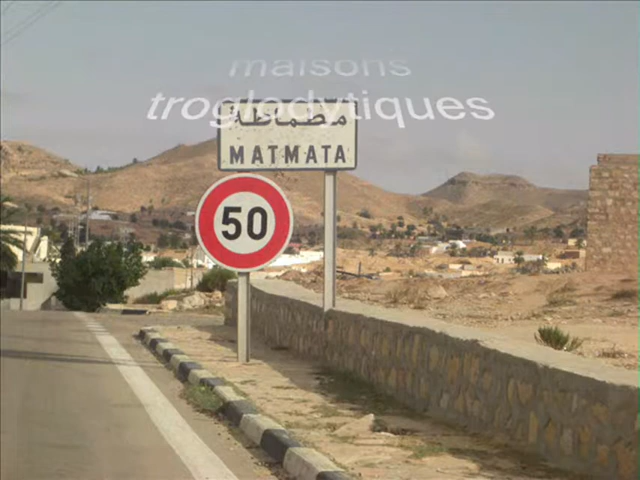 maisons
troglodytiques
مطماطة
MATMATA
50